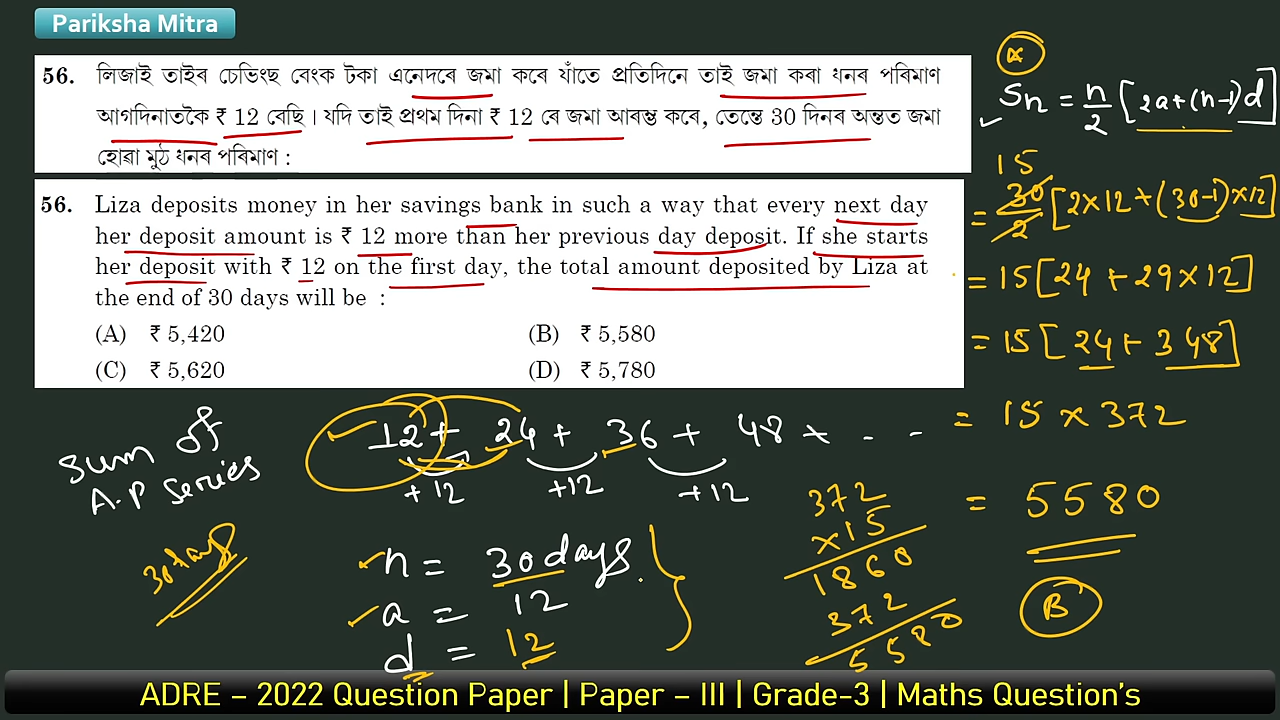 Pariksha Mitra
56. লিজাই তাইৰ চেভিংছ বেংক টকা এনেদৰে জমা কৰে যাঁতে প্ৰতিদিনে তাই জমা কৰা ধনৰ পৰিমাণ
আগদিনাতকৈ ₹ 12 বেছি। যদি তাই প্ৰথম দিনা ₹ 12 ৰে জমা আৰম্ভ কৰে, তেন্তে 30 দিনৰ অন্তত জমা
হোৱা মুঠ ধনৰ পৰিমাণ :
56. Liza deposits money in her savings bank in such a way that every next day
her deposit amount is ₹ 12 more than her previous day deposit. If she starts
her deposit with ₹ 12 on the first day, the total amount deposited by Liza at
the end of 30 days will be :
(A) ₹ 5,420 (B) ₹ 5,580
(C) ₹ 5,620 (D) ₹ 5,780
Sn = n/2 [2a+(n-1)d]
15
= 30/2 [2×12+(30-1)×12]
= 15[24+29×12]
= 15[24+348]
= 15×372
= 5580
B
sum of
A.P series
12+ 24+ 36+ 48+ - -
+12 +12 +12
30 days
n = 30 days.
a = 12
d = 12
372
×15
1860
372
5580
ADRE – 2022 Question Paper | Paper – III | Grade-3 | Maths Question's